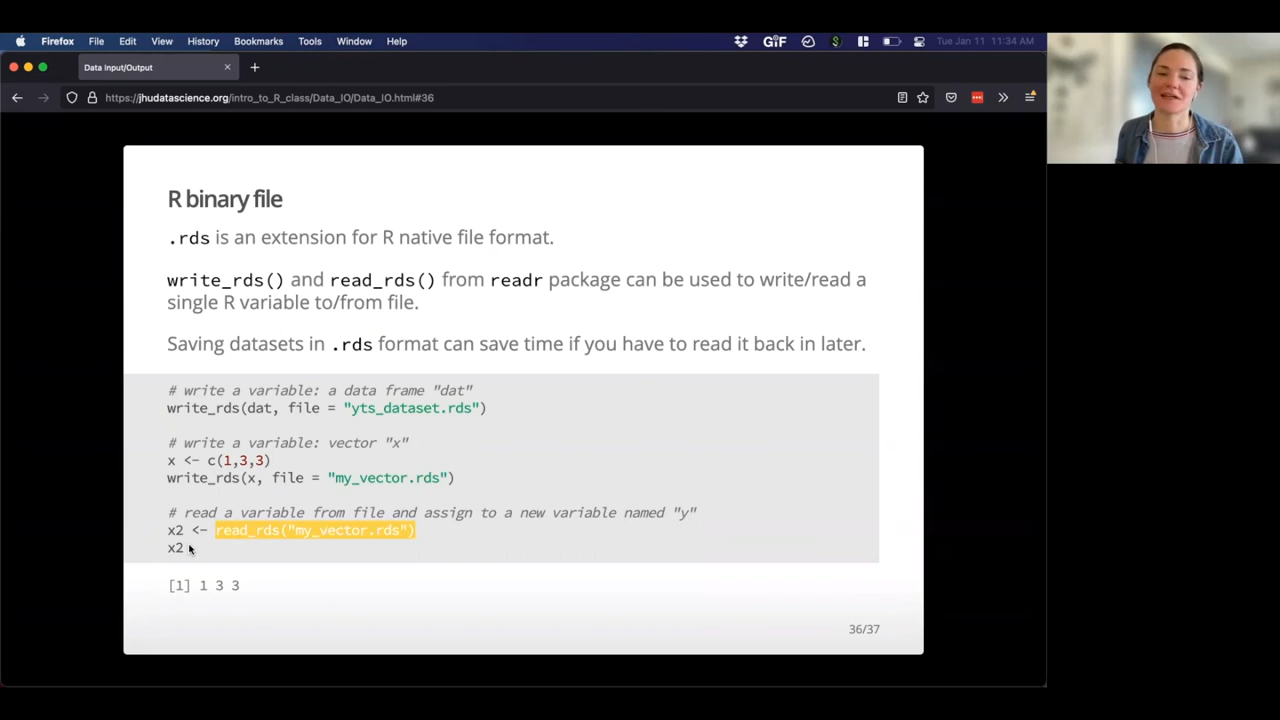 Firefox File Edit View History Bookmarks Tools Window Help GiF S Tue Jan 11 11:34 AM
Data Input/Output
https://jhudatascience.org/intro_to_R_class/Data_IO/Data_IO.html#36
R binary file
.rds is an extension for R native file format.
write_rds() and read_rds() from readr package can be used to write/read a
single R variable to/from file.
Saving datasets in .rds format can save time if you have to read it back in later.
# write a variable: a data frame "dat"
write_rds(dat, file = "yts_dataset.rds")
# write a variable: vector "x"
x <- c(1,3,3)
write_rds(x, file = "my_vector.rds")
# read a variable from file and assign to a new variable named "y"
x2 <- read_rds("my_vector.rds")
x2
[1] 1 3 3
36/37